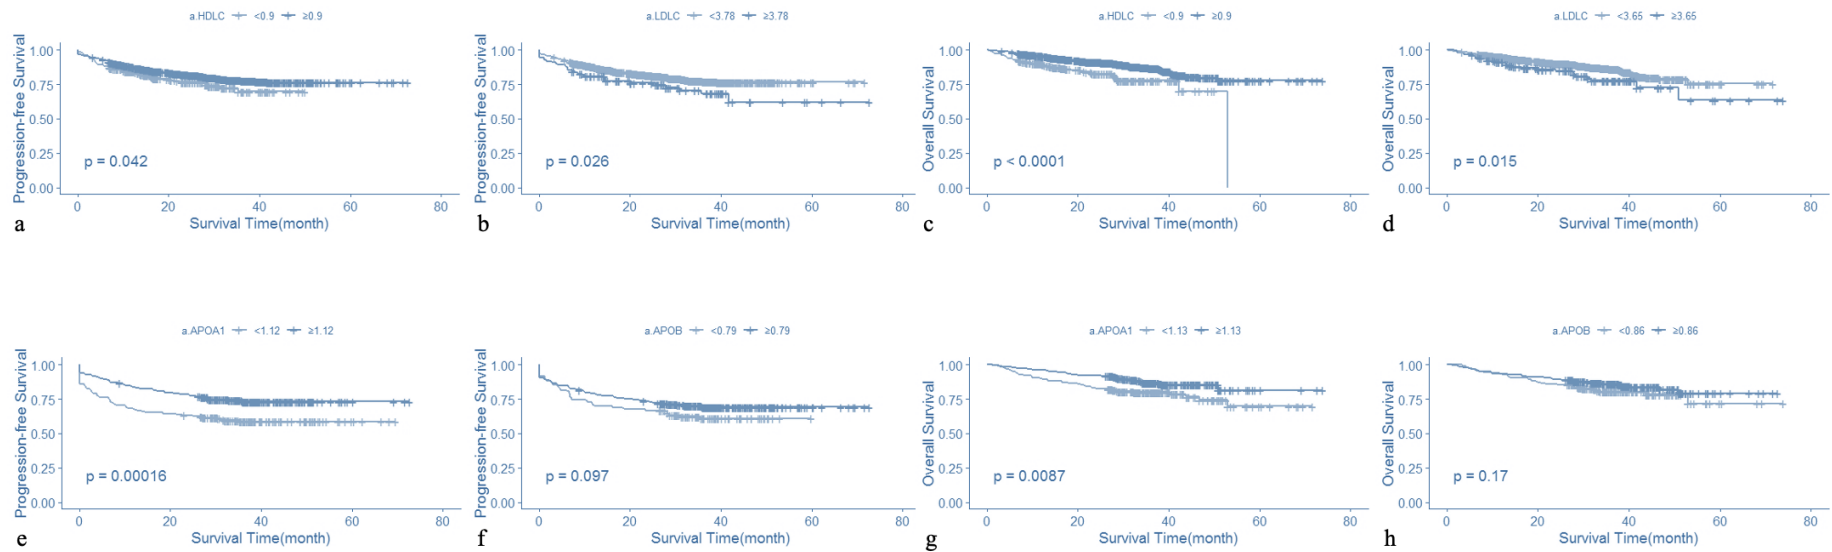 a.HDLC <0.9 ≥0.9
Progression-free Survival
1.00
0.75
0.50
0.25
0.00
p = 0.042
0 20 40 60 80
Survival Time(month)
a
a.LDLC <3.78 ≥3.78
Progression-free Survival
1.00
0.75
0.50
0.25
0.00
p = 0.026
0 20 40 60 80
Survival Time(month)
b
a.HDLC <0.9 ≥0.9
Overall Survival
1.00
0.75
0.50
0.25
0.00
p < 0.0001
0 20 40 60 80
Survival Time(month)
c
a.LDLC <3.65 ≥3.65
Overall Survival
1.00
0.75
0.50
0.25
0.00
p = 0.015
0 20 40 60 80
Survival Time(month)
d
a.APOA1 <1.12 ≥1.12
Progression-free Survival
1.00
0.75
0.50
0.25
0.00
p = 0.00016
0 20 40 60 80
Survival Time(month)
e
a.APOB <0.79 ≥0.79
Progression-free Survival
1.00
0.75
0.50
0.25
0.00
p = 0.097
0 20 40 60 80
Survival Time(month)
f
a.APOA1 <1.13 ≥1.13
Overall Survival
1.00
0.75
0.50
0.25
0.00
p = 0.0087
0 20 40 60 80
Survival Time(month)
g
a.APOB <0.86 ≥0.86
Overall Survival
1.00
0.75
0.50
0.25
0.00
p = 0.17
0 20 40 60 80
Survival Time(month)
h